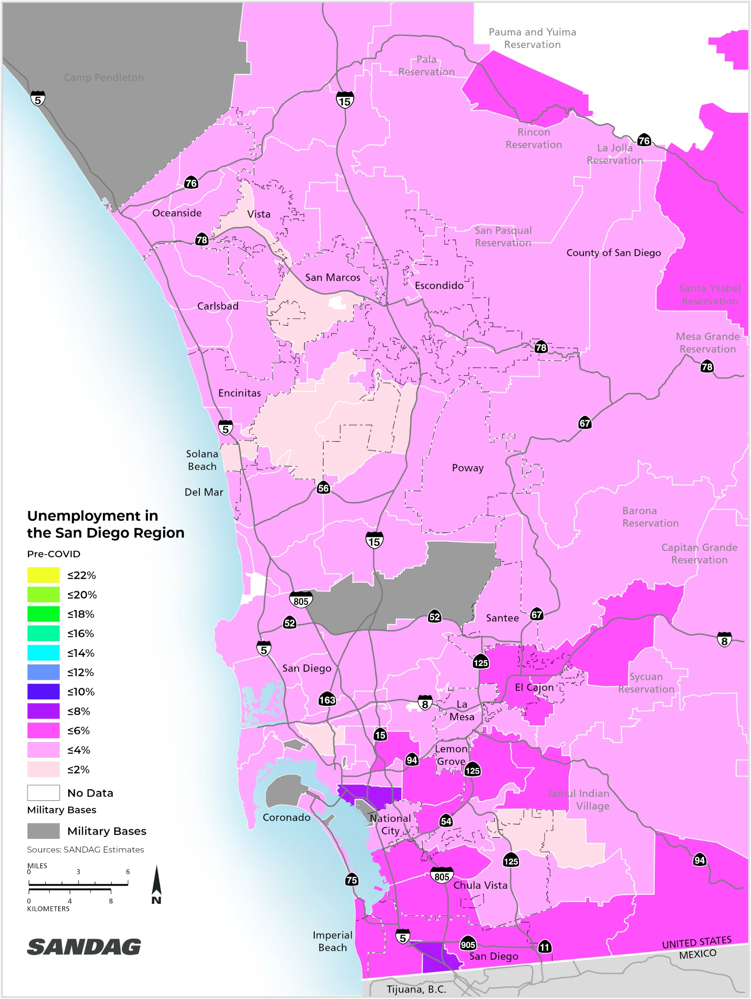 Pauma and Yuima
Reservation
Pala
Reservation
Camp Pendleton
5
15
Rincon
Reservation
La Jolla
Reservation
76
76
Oceanside
Vista
78
San Pasqual
Reservation
County of San Diego
San Marcos
Escondido
Santa Ysabel
Reservation
Carlsbad
Mesa Grande
Reservation
78
78
Encinitas
5
67
Solana
Beach
Poway
Del Mar
56
Barona
Reservation
15
Capitan Grande
Reservation
805
52
52
Santee
67
5
8
125
San Diego
Sycuan
Reservation
El Cajon
163
8
La
Mesa
15
Lemon
Grove
94
125
Jamul Indian
Village
Coronado
National
City
54
125
94
75
805
Chula Vista
Imperial
Beach
5
905
11
San Diego
UNITED STATES
MEXICO
Tijuana, B.C.
Unemployment in
the San Diego Region
Pre-COVID
≤22%
≤20%
≤18%
≤16%
≤14%
≤12%
≤10%
≤8%
≤6%
≤4%
≤2%
No Data
Military Bases
Military Bases
Sources: SANDAG Estimates
MILES
0 3 6
0 4 8
KILOMETERS
N
SANDAG